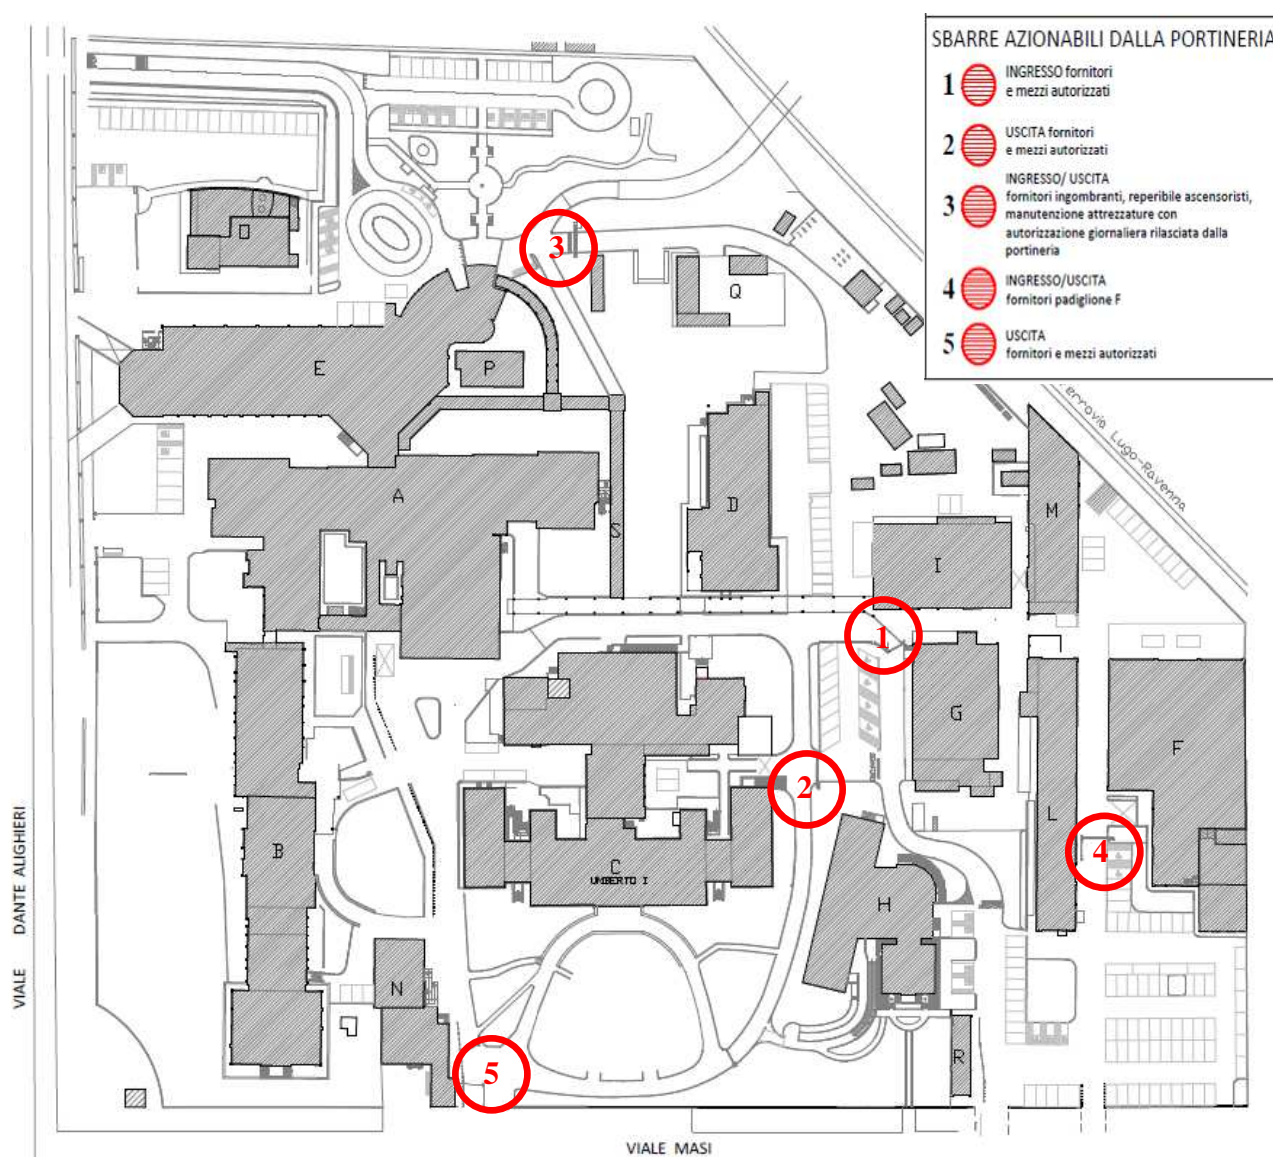 SBARRE AZIONABILI DALLA PORTINERIA
1 INGRESSO fornitori
e mezzi autorizzati
2 USCITA fornitori
e mezzi autorizzati
3 INGRESSO/ USCITA
fornitori ingombranti, reperibile ascensoristi,
manutenzione attrezzature con
autorizzazione giornaliera rilasciata dalla
portineria
4 INGRESSO/USCITA
fornitori padiglione F
5 USCITA
fornitori e mezzi autorizzati
O
3
Q
E
P
Ferrovia Lugo-Ravenna
A
D
S
M
I
1
G
F
2
L
4
B
C
UMBERTO I
H
N
5
R
VIALE DANTE ALIGHIERI
VIALE MASI